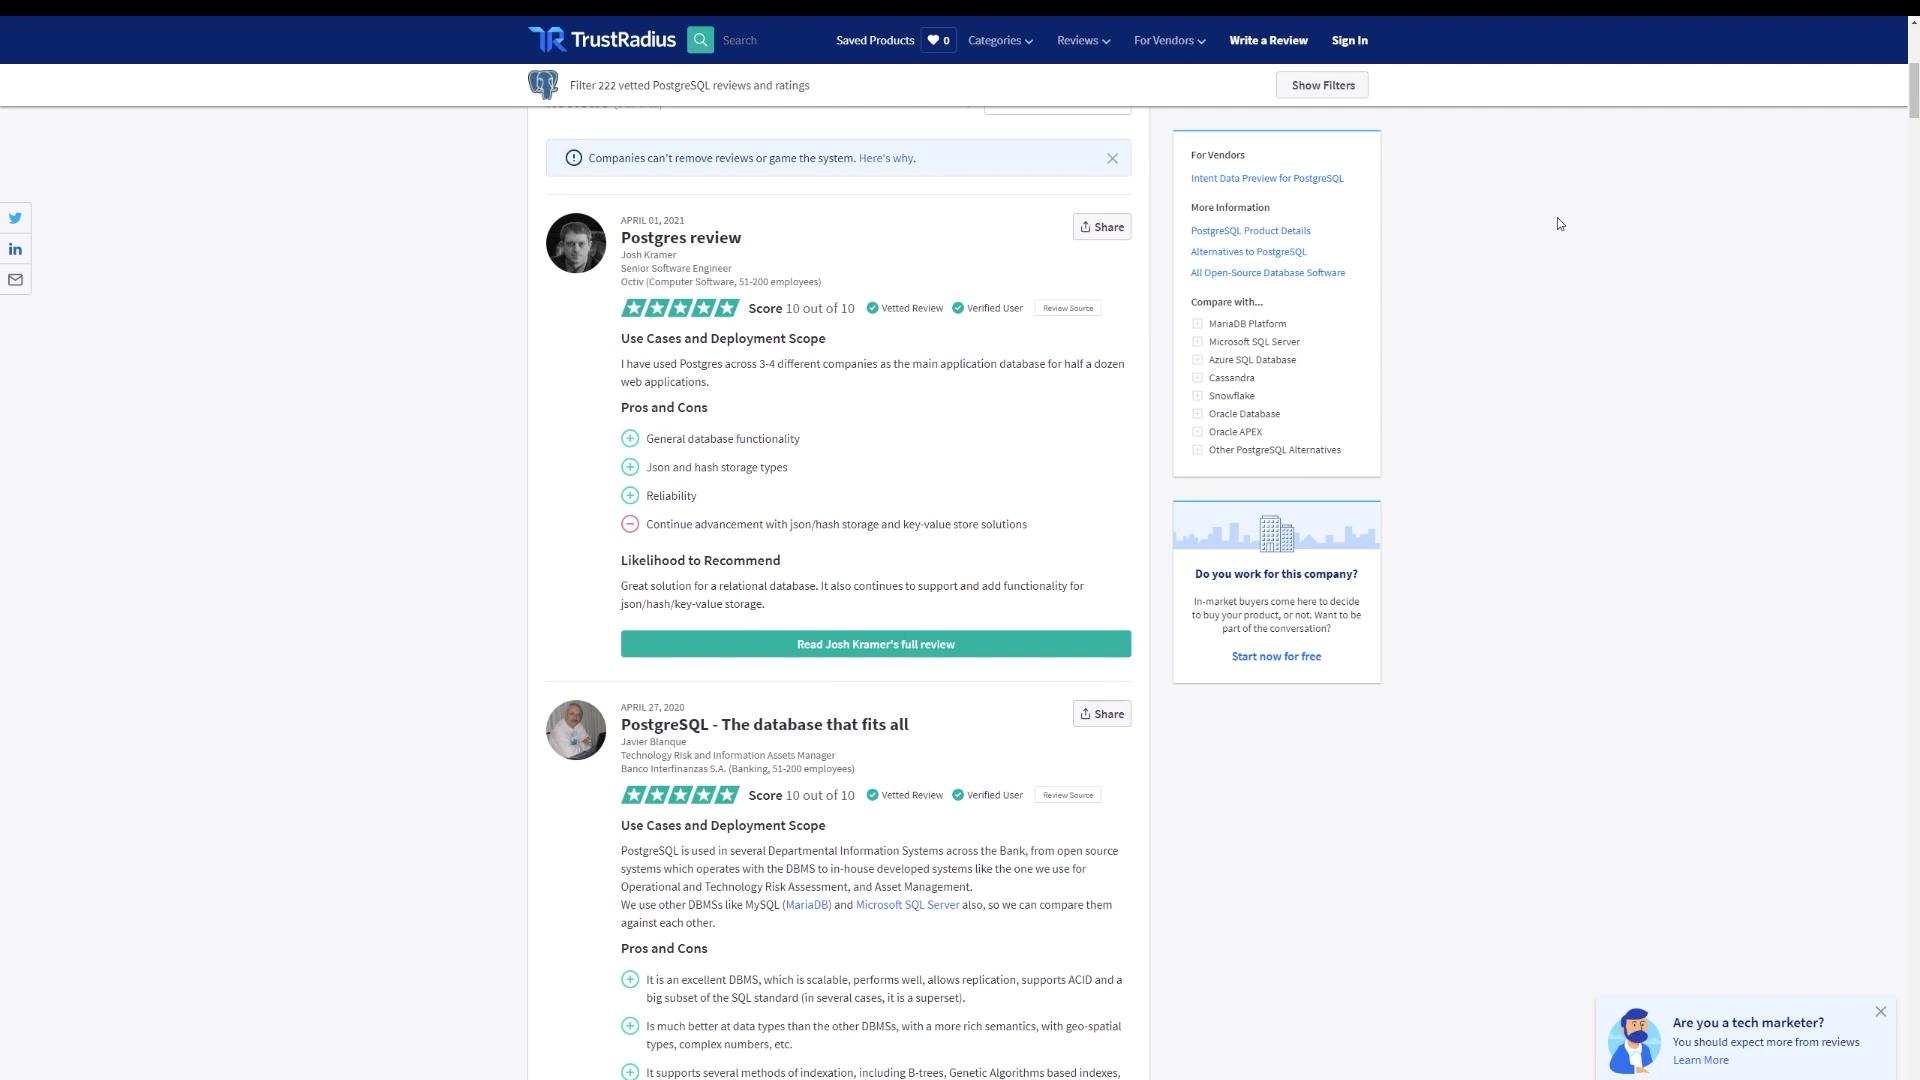 TrustRadius
Search
Saved Products
0
Categories
Reviews
For Vendors
Write a Review
Sign In
Filter 222 vetted PostgreSQL reviews and ratings
Show Filters
Companies can't remove reviews or game the system. Here's why.
APRIL 01, 2021
Postgres review
Josh Kramer
Senior Software Engineer
Octiv (Computer Software, 51-200 employees)
Share
Score 10 out of 10
Vetted Review
Verified User
Review Source
Use Cases and Deployment Scope
I have used Postgres across 3-4 different companies as the main application database for half a dozen
web applications.
Pros and Cons
General database functionality
Json and hash storage types
Reliability
Continue advancement with json/hash storage and key-value store solutions
Likelihood to Recommend
Great solution for a relational database. It also continues to support and add functionality for
json/hash/key-value storage.
Read Josh Kramer's full review
APRIL 27, 2020
PostgreSQL - The database that fits all
Javier Blanque
Technology Risk and Information Assets Manager
Banco Interfinanzas S.A. (Banking, 51-200 employees)
Share
Score 10 out of 10
Vetted Review
Verified User
Review Source
Use Cases and Deployment Scope
PostgreSQL is used in several Departmental Information Systems across the Bank, from open source
systems which operates with the DBMS to in-house developed systems like the one we use for
Operational and Technology Risk Assessment, and Asset Management.
We use other DBMSs like MySQL (MariaDB) and Microsoft SQL Server also, so we can compare them
against each other.
Pros and Cons
It is an excellent DBMS, which is scalable, performs well, allows replication, supports ACID and a
big subset of the SQL standard (in several cases, it is a superset).
Is much better at data types than the other DBMSs, with a more rich semantics, with geo-spatial
types, complex numbers, etc.
It supports several methods of indexation, including B-trees, Genetic Algorithms based indexes,
For Vendors
Intent Data Preview for PostgreSQL
More Information
PostgreSQL Product Details
Alternatives to PostgreSQL
All Open-Source Database Software
Compare with...
MariaDB Platform
Microsoft SQL Server
Azure SQL Database
Cassandra
Snowflake
Oracle Database
Oracle APEX
Other PostgreSQL Alternatives
Do you work for this company?
In-market buyers come here to decide
to buy your product, or not. Want to be
part of the conversation?
Start now for free
Are you a tech marketer?
You should expect more from reviews
Learn More